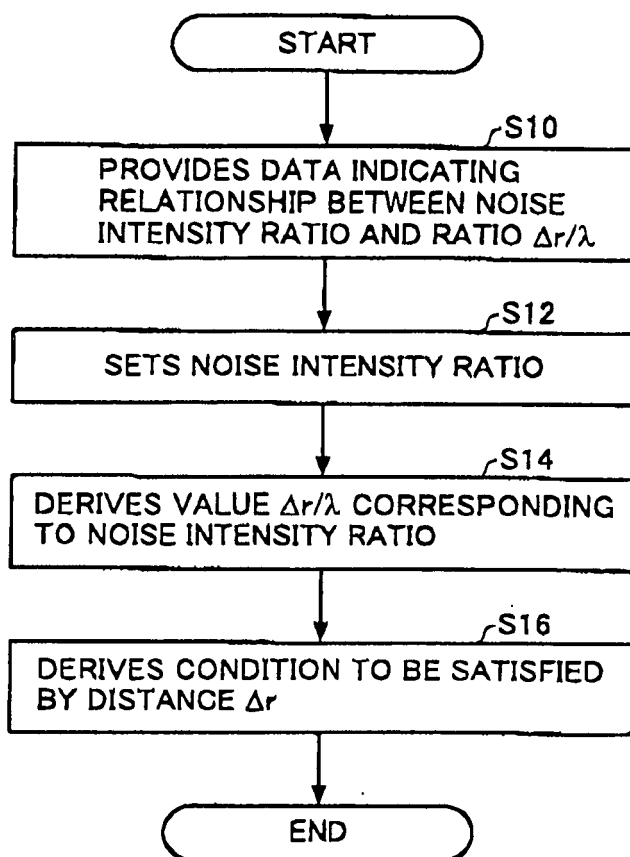 START
S10
PROVIDES DATA INDICATING
RELATIONSHIP BETWEEN NOISE
INTENSITY RATIO AND RATIO Δr/λ
S12
SETS NOISE INTENSITY RATIO
S14
DERIVES VALUE Δr/λ CORRESPONDING
TO NOISE INTENSITY RATIO
S16
DERIVES CONDITION TO BE SATISFIED
BY DISTANCE Δr
END